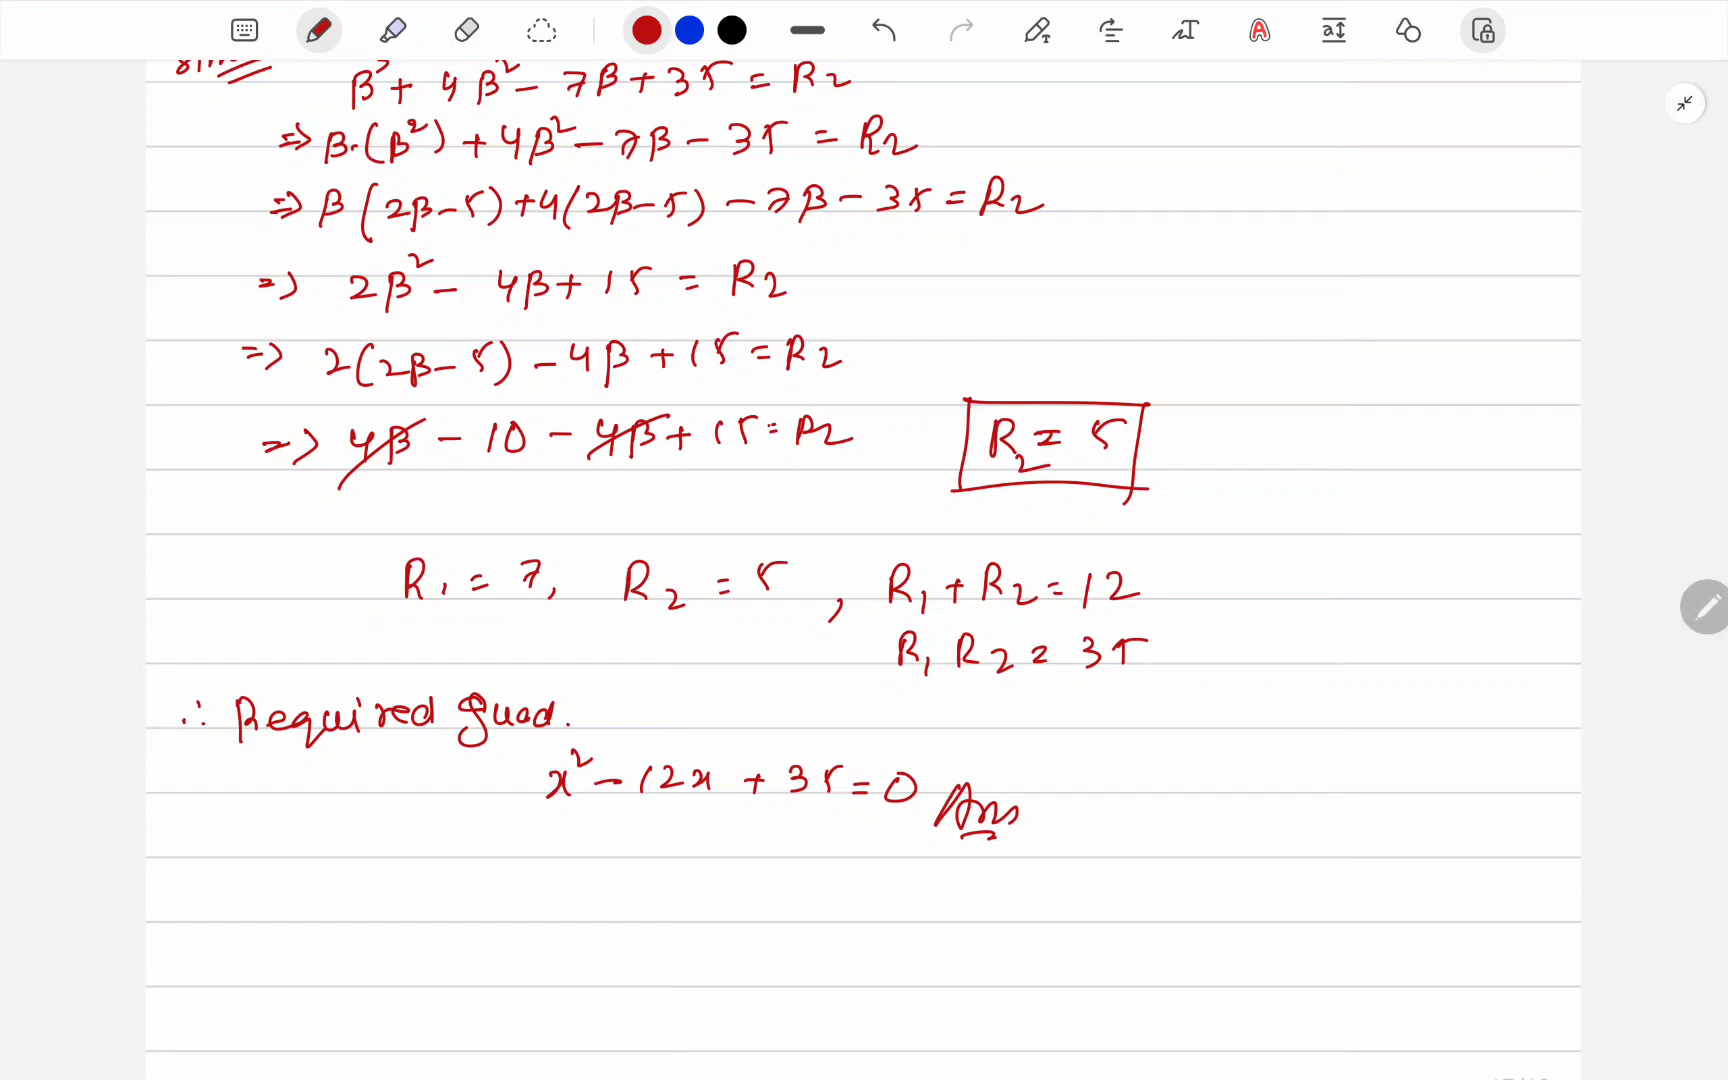 β³ + 4β² - 7β + 35 = R₂
=> β·(β²) + 4β² - 7β - 35 = R₂
=> β(2β-5) + 4(2β-5) - 7β - 35 = R₂
=> 2β² - 4β + 15 = R₂
=> 2(2β-5) - 4β + 15 = R₂
=> 4β - 10 - 4β + 15 = R₂ R₂ = 5
R₁ = 7, R₂ = 5, R₁ + R₂ = 12
R₁ R₂ = 35
∴ Required quad.
x² - 12x + 35 = 0 Ans